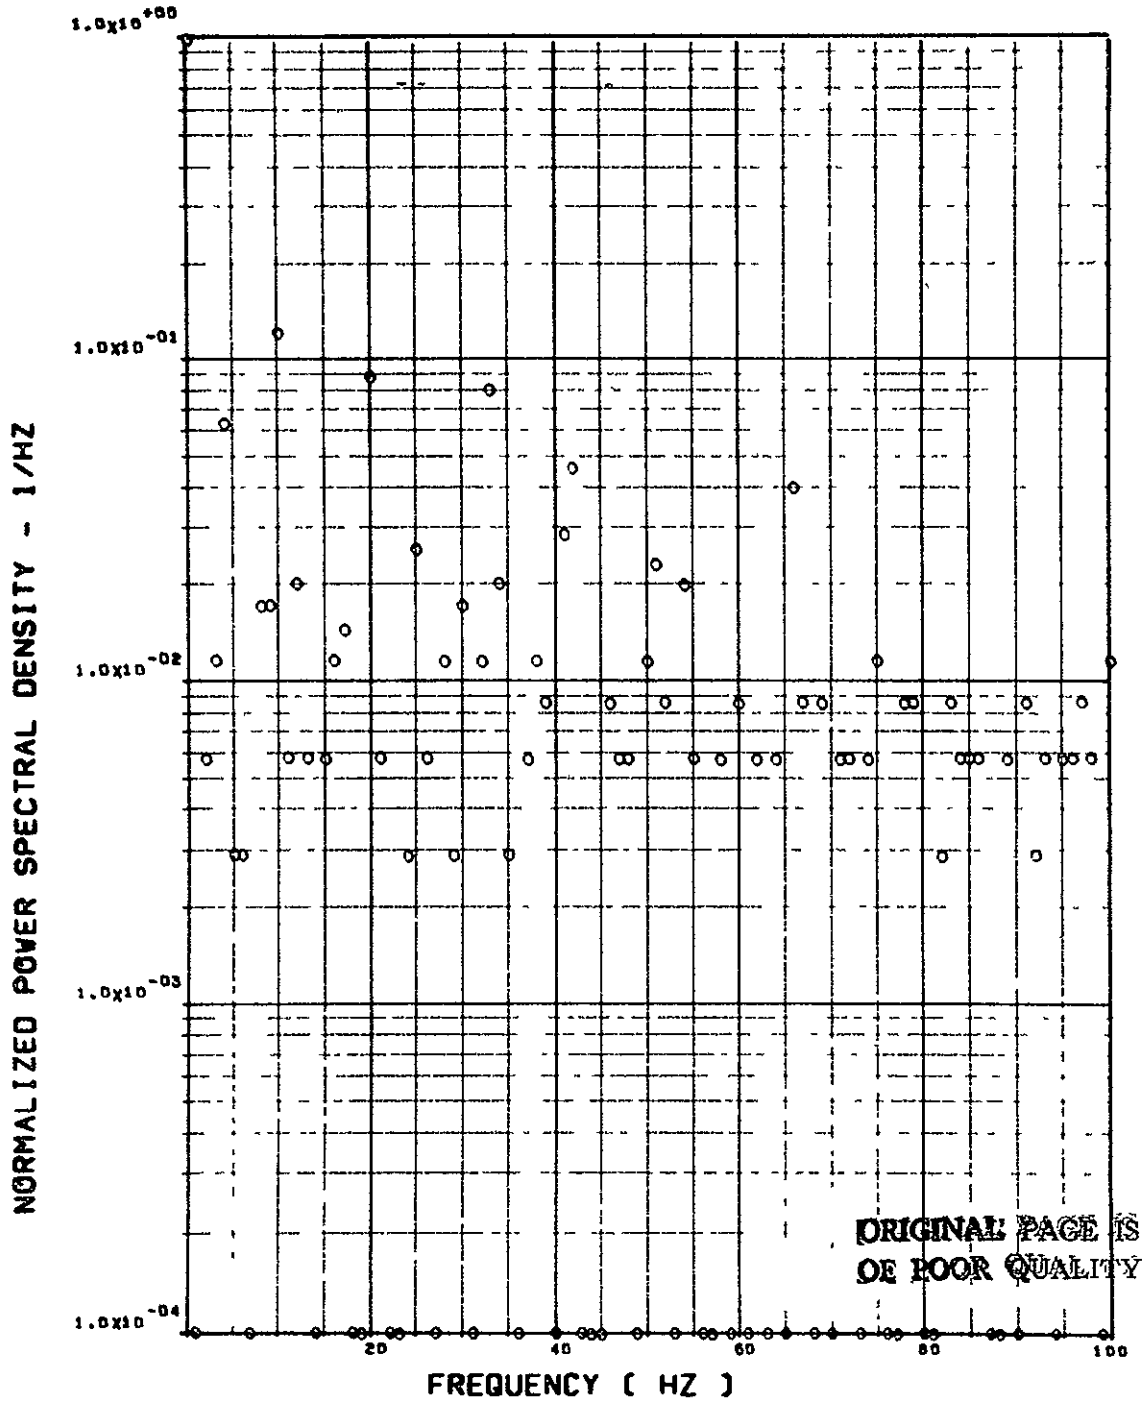 1.0X10+00
1.0X10-01
1.0X10-02
1.0X10-03
1.0X10-04
NORMALIZED POWER SPECTRAL DENSITY - 1/HZ
ORIGINAL PAGE IS
OF POOR QUALITY
20 40 60 80 100
FREQUENCY ( HZ )